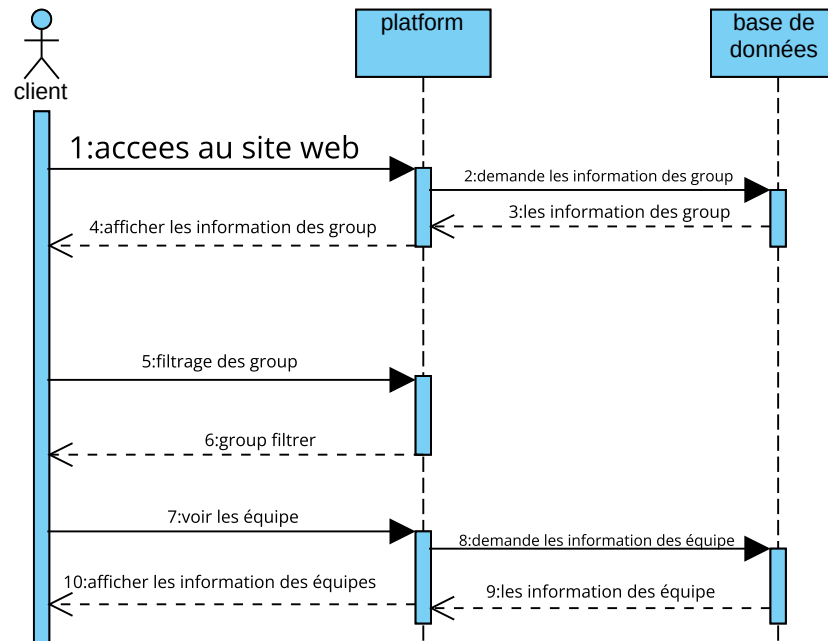 platform
base de
données
client
1:accees au site web
2:demande les information des group
3:les information des group
4:afficher les information des group
5:filtrage des group
6:group filtrer
7:voir les équipe
8:demande les information des équipe
9:les information des équipe
10:afficher les information des équipes